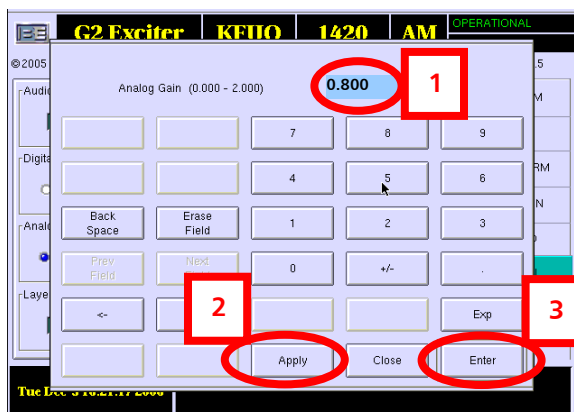 G2 Exciter KFUO 1420 AM OPERATIONAL
©2005
Analog Gain (0.000 - 2.000) 0.800 1
7 8 9
4 5 6
Back Space Erase Field 1 2 3
Prev Field Next 0 +/- .
<- 2 Exp 3
Apply Close Enter
Tue